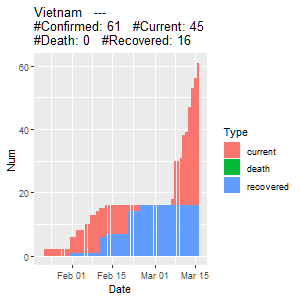 Vietnam   ---
#Confirmed: 61   #Current: 45
#Death: 0   #Recovered: 16
60
40
20
0
Num
Feb 01   Feb 15   Mar 01   Mar 15
Date
Type
current
death
recovered